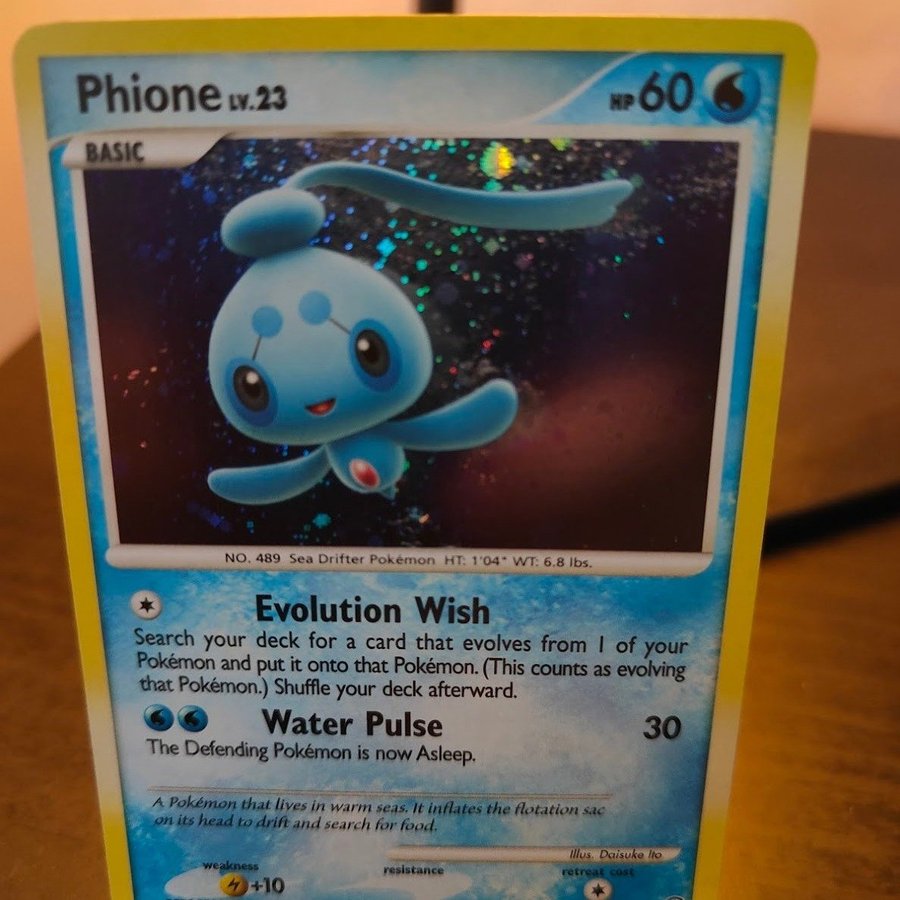 Phione LV.23 HP 60
BASIC
NO. 489 Sea Drifter Pokémon HT: 1'04" WT: 6.8 lbs.
Evolution Wish
Search your deck for a card that evolves from 1 of your
Pokémon and put it onto that Pokémon. (This counts as evolving
that Pokémon.) Shuffle your deck afterward.
Water Pulse 30
The Defending Pokémon is now Asleep.
A Pokémon that lives in warm seas. It inflates the flotation sac
on its head to drift and search for food.
Illus. Daisuke Ito
weakness resistance retreat cost
+10